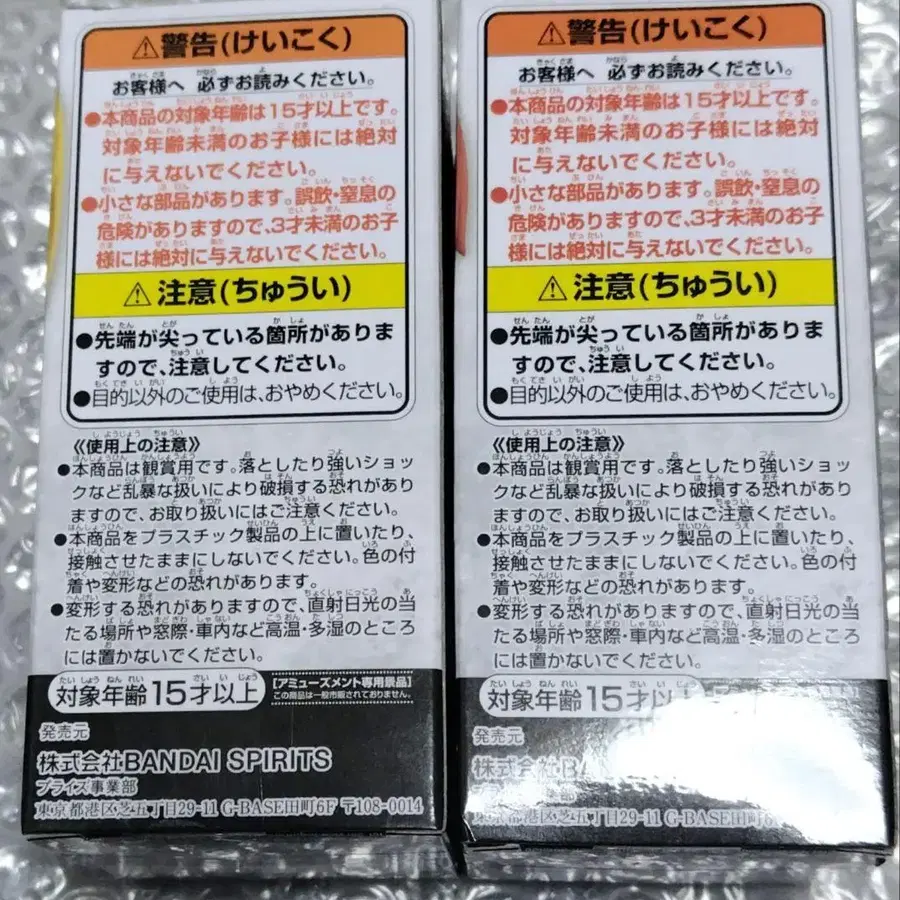 ⚠警告(けいこく)
お客様へ 必ずお読みください。
●本商品の対象年齢は15才以上です。
対象年齢未満のお子様には絶対
に与えないでください。
●小さな部品があります。誤飲・窒息の
危険がありますので、3才未満のお子
様には絶対に与えないでください。
⚠注意(ちゅうい)
●先端が尖っている箇所がありま
すので、注意してください。
●目的以外のご使用は、おやめください。
《使用上の注意》
●本商品は観賞用です。落としたり強いショッ
クなど乱暴な扱いにより破損する恐れがあり
ますので、お取り扱いにはご注意ください。
●本商品をプラスチック製品の上に置いたり、
接触させたままにしないでください。色の付
着や変形などの恐れがあります。
●変形する恐れがありますので、直射日光の当
たる場所や窓際・車内など高温・多湿のところ
には置かないでください。
対象年齢15才以上
[アミューズメント専用景品]
この商品は一般市販されておりません。
発売元
株式会社BANDAI SPIRITS
プライズ事業部
東京都港区芝五丁目29-11 G-BASE田町6F 〒108-0014
⚠警告(けいこく)
お客様へ 必ずお読みください。
●本商品の対象年齢は15才以上です。
対象年齢未満のお子様には絶対
に与えないでください。
●小さな部品があります。誤飲・窒息の
危険がありますので、3才未満のお子
様には絶対に与えないでください。
⚠注意(ちゅうい)
●先端が尖っている箇所がありま
すので、注意してください。
●目的以外のご使用は、おやめください。
《使用上の注意》
●本商品は観賞用です。落としたり強いショッ
クなど乱暴な扱いにより破損する恐れがあり
ますので、お取り扱いにはご注意ください。
●本商品をプラスチック製品の上に置いたり、
接触させたままにしないでください。色の付
着や変形などの恐れがあります。
●変形する恐れがありますので、直射日光の当
たる場所や窓際・車内など高温・多湿のところ
には置かないでください。
対象年齢15才以上
発売元
株式会社BA
東京都港区芝五丁目29-11 G-BASE田町